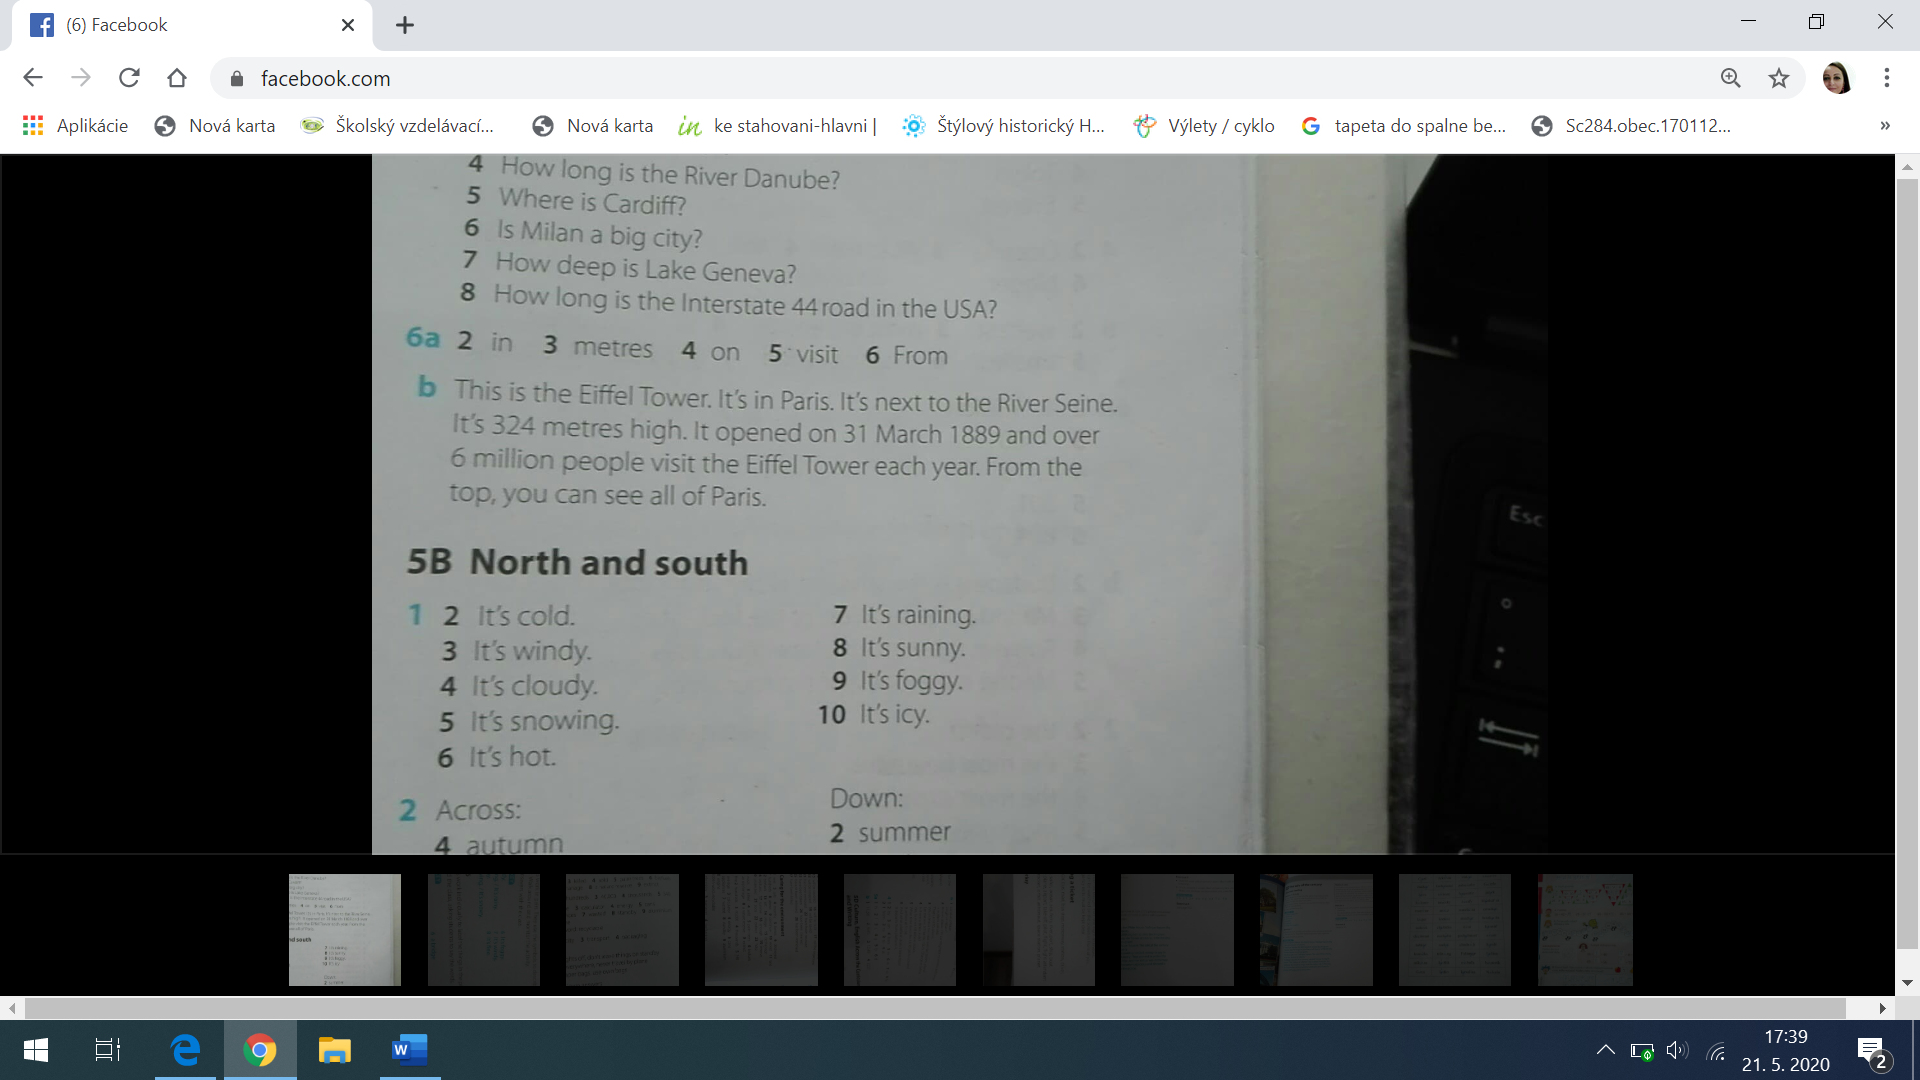 (6) Facebook
facebook.com
Aplikácie
Nová karta
Školský vzdelávací...
Nová karta
ke stahovani-hlavni |
Štýlový historický H...
Výlety / cyklo
tapeta do spalne be...
Sc284.obec.170112...
»
4 How long is the River Danube?
5 Where is Cardiff?
6 Is Milan a big city?
7 How deep is Lake Geneva?
8 How long is the Interstate 44 road in the USA?
6a 2 in 3 metres 4 on 5 visit 6 From
b This is the Eiffel Tower. It's in Paris. It's next to the River Seine.
It's 324 metres high. It opened on 31 March 1889 and over
6 million people visit the Eiffel Tower each year. From the
top, you can see all of Paris.
5B North and south
1 2 It's cold.
3 It's windy.
4 It's cloudy.
5 It's snowing.
6 It's hot.
7 It's raining.
8 It's sunny.
9 It's foggy.
10 It's icy.
2 Across:
4 autumn
Down:
2 summer
Esc
°
;
17:39
21. 5. 2020
2